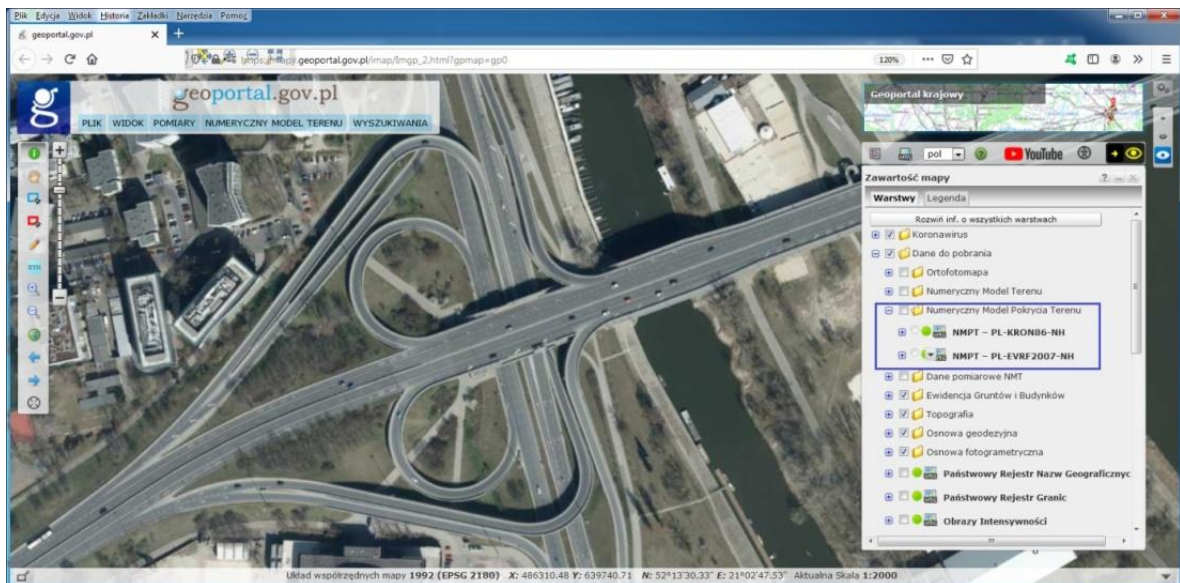 Plik Edycja Widok Historia Zakładki Narzędzia Pomoc
geoportal.gov.pl
.geoportal.gov.pl/imap/Imgp_2.html?gpmap=gp0
120%
geoportal.gov.pl
PLIK WIDOK POMIARY NUMERYCZNY MODEL TERENU WYSZUKIWANIA
Geoportal krajowy
pol
YouTube
Zawartość mapy
Warstwy Legenda
Rozwiń inf. o wszystkich warstwach
Koronawirus
Dane do pobrania
Ortofotomapa
Numeryczny Model Terenu
Numeryczny Model Pokrycia Terenu
NMPT – PL-KRON86-NH
NMPT – PL-EVRF2007-NH
Dane pomiarowe NMT
Ewidencja Gruntów i Budynków
Topografia
Osnowa geodezyjna
Osnowa fotogrametryczna
Państwowy Rejestr Nazw Geograficznyc
Państwowy Rejestr Granic
Obrazy Intensywności
Układ współrzędnych mapy 1992 (EPSG 2180) X: 486310.48 Y: 639740.71 N: 52°13'30.33" E: 21°02'47.53" Aktualna Skala 1:2000